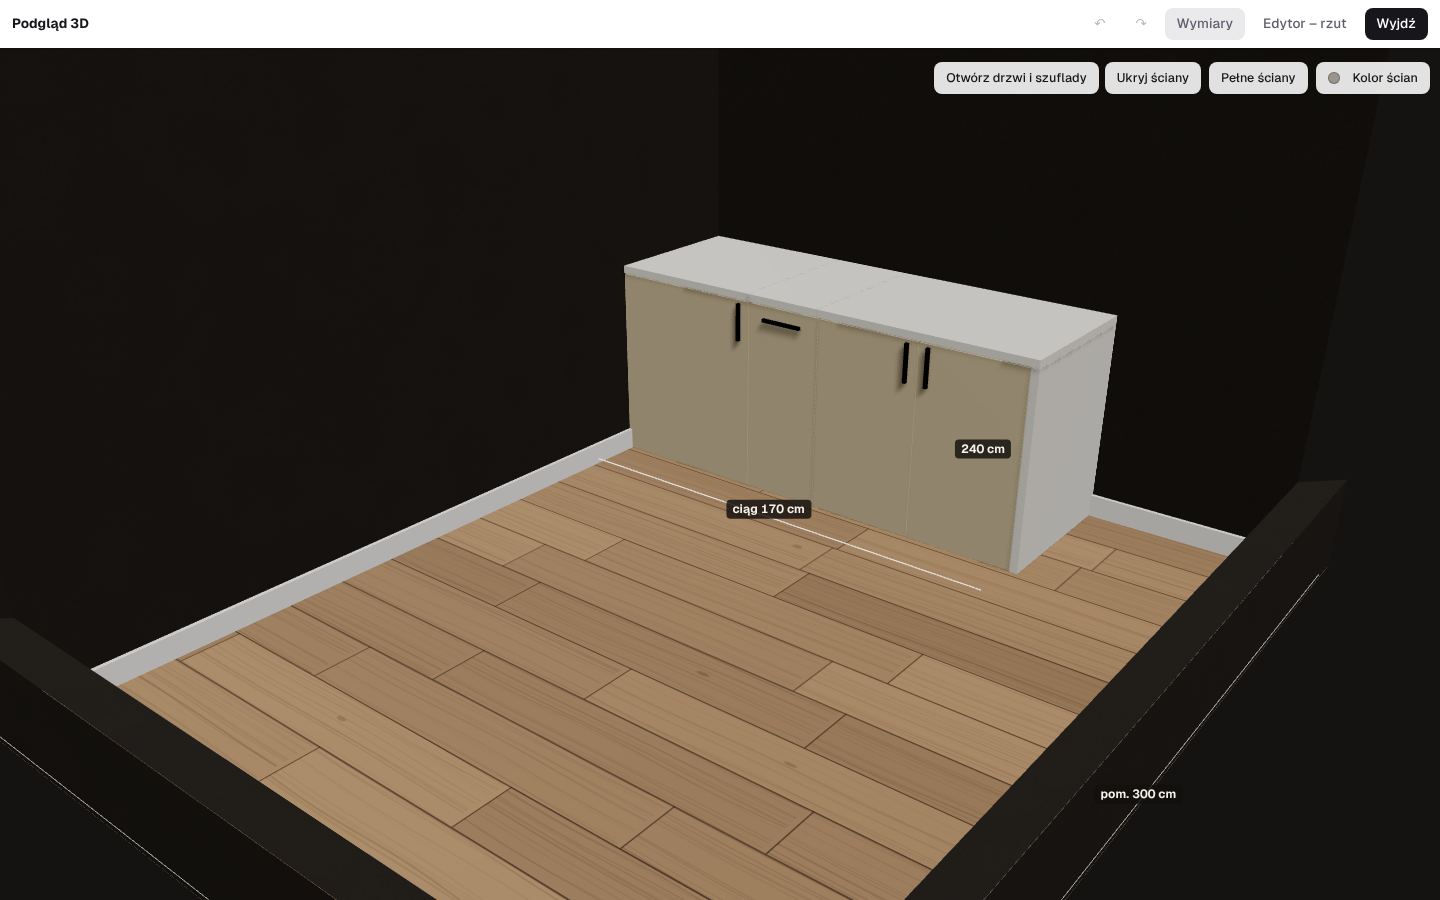 Podgląd 3D
↶
↷
Wymiary
Edytor – rzut
Wyjdź
Otwórz drzwi i szuflady
Ukryj ściany
Pełne ściany
Kolor ścian
240 cm
ciąg 170 cm
pom. 300 cm